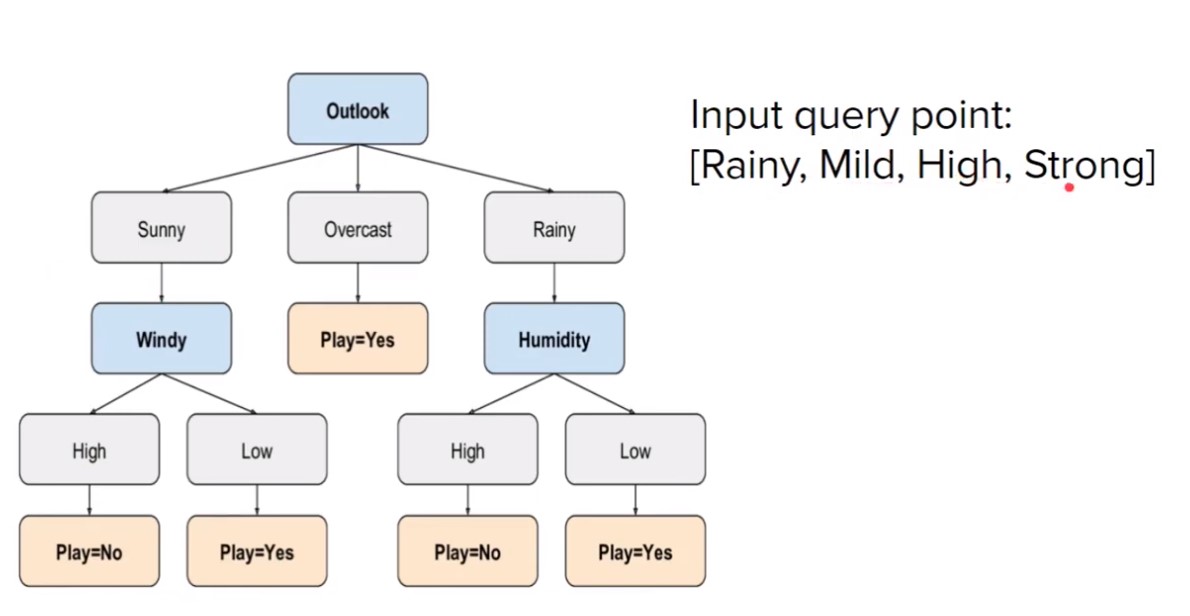 Outlook
Input query point:
[Rainy, Mild, High, Strong]
Sunny
Overcast
Rainy
Windy
Play=Yes
Humidity
High
Low
High
Low
Play=No
Play=Yes
Play=No
Play=Yes